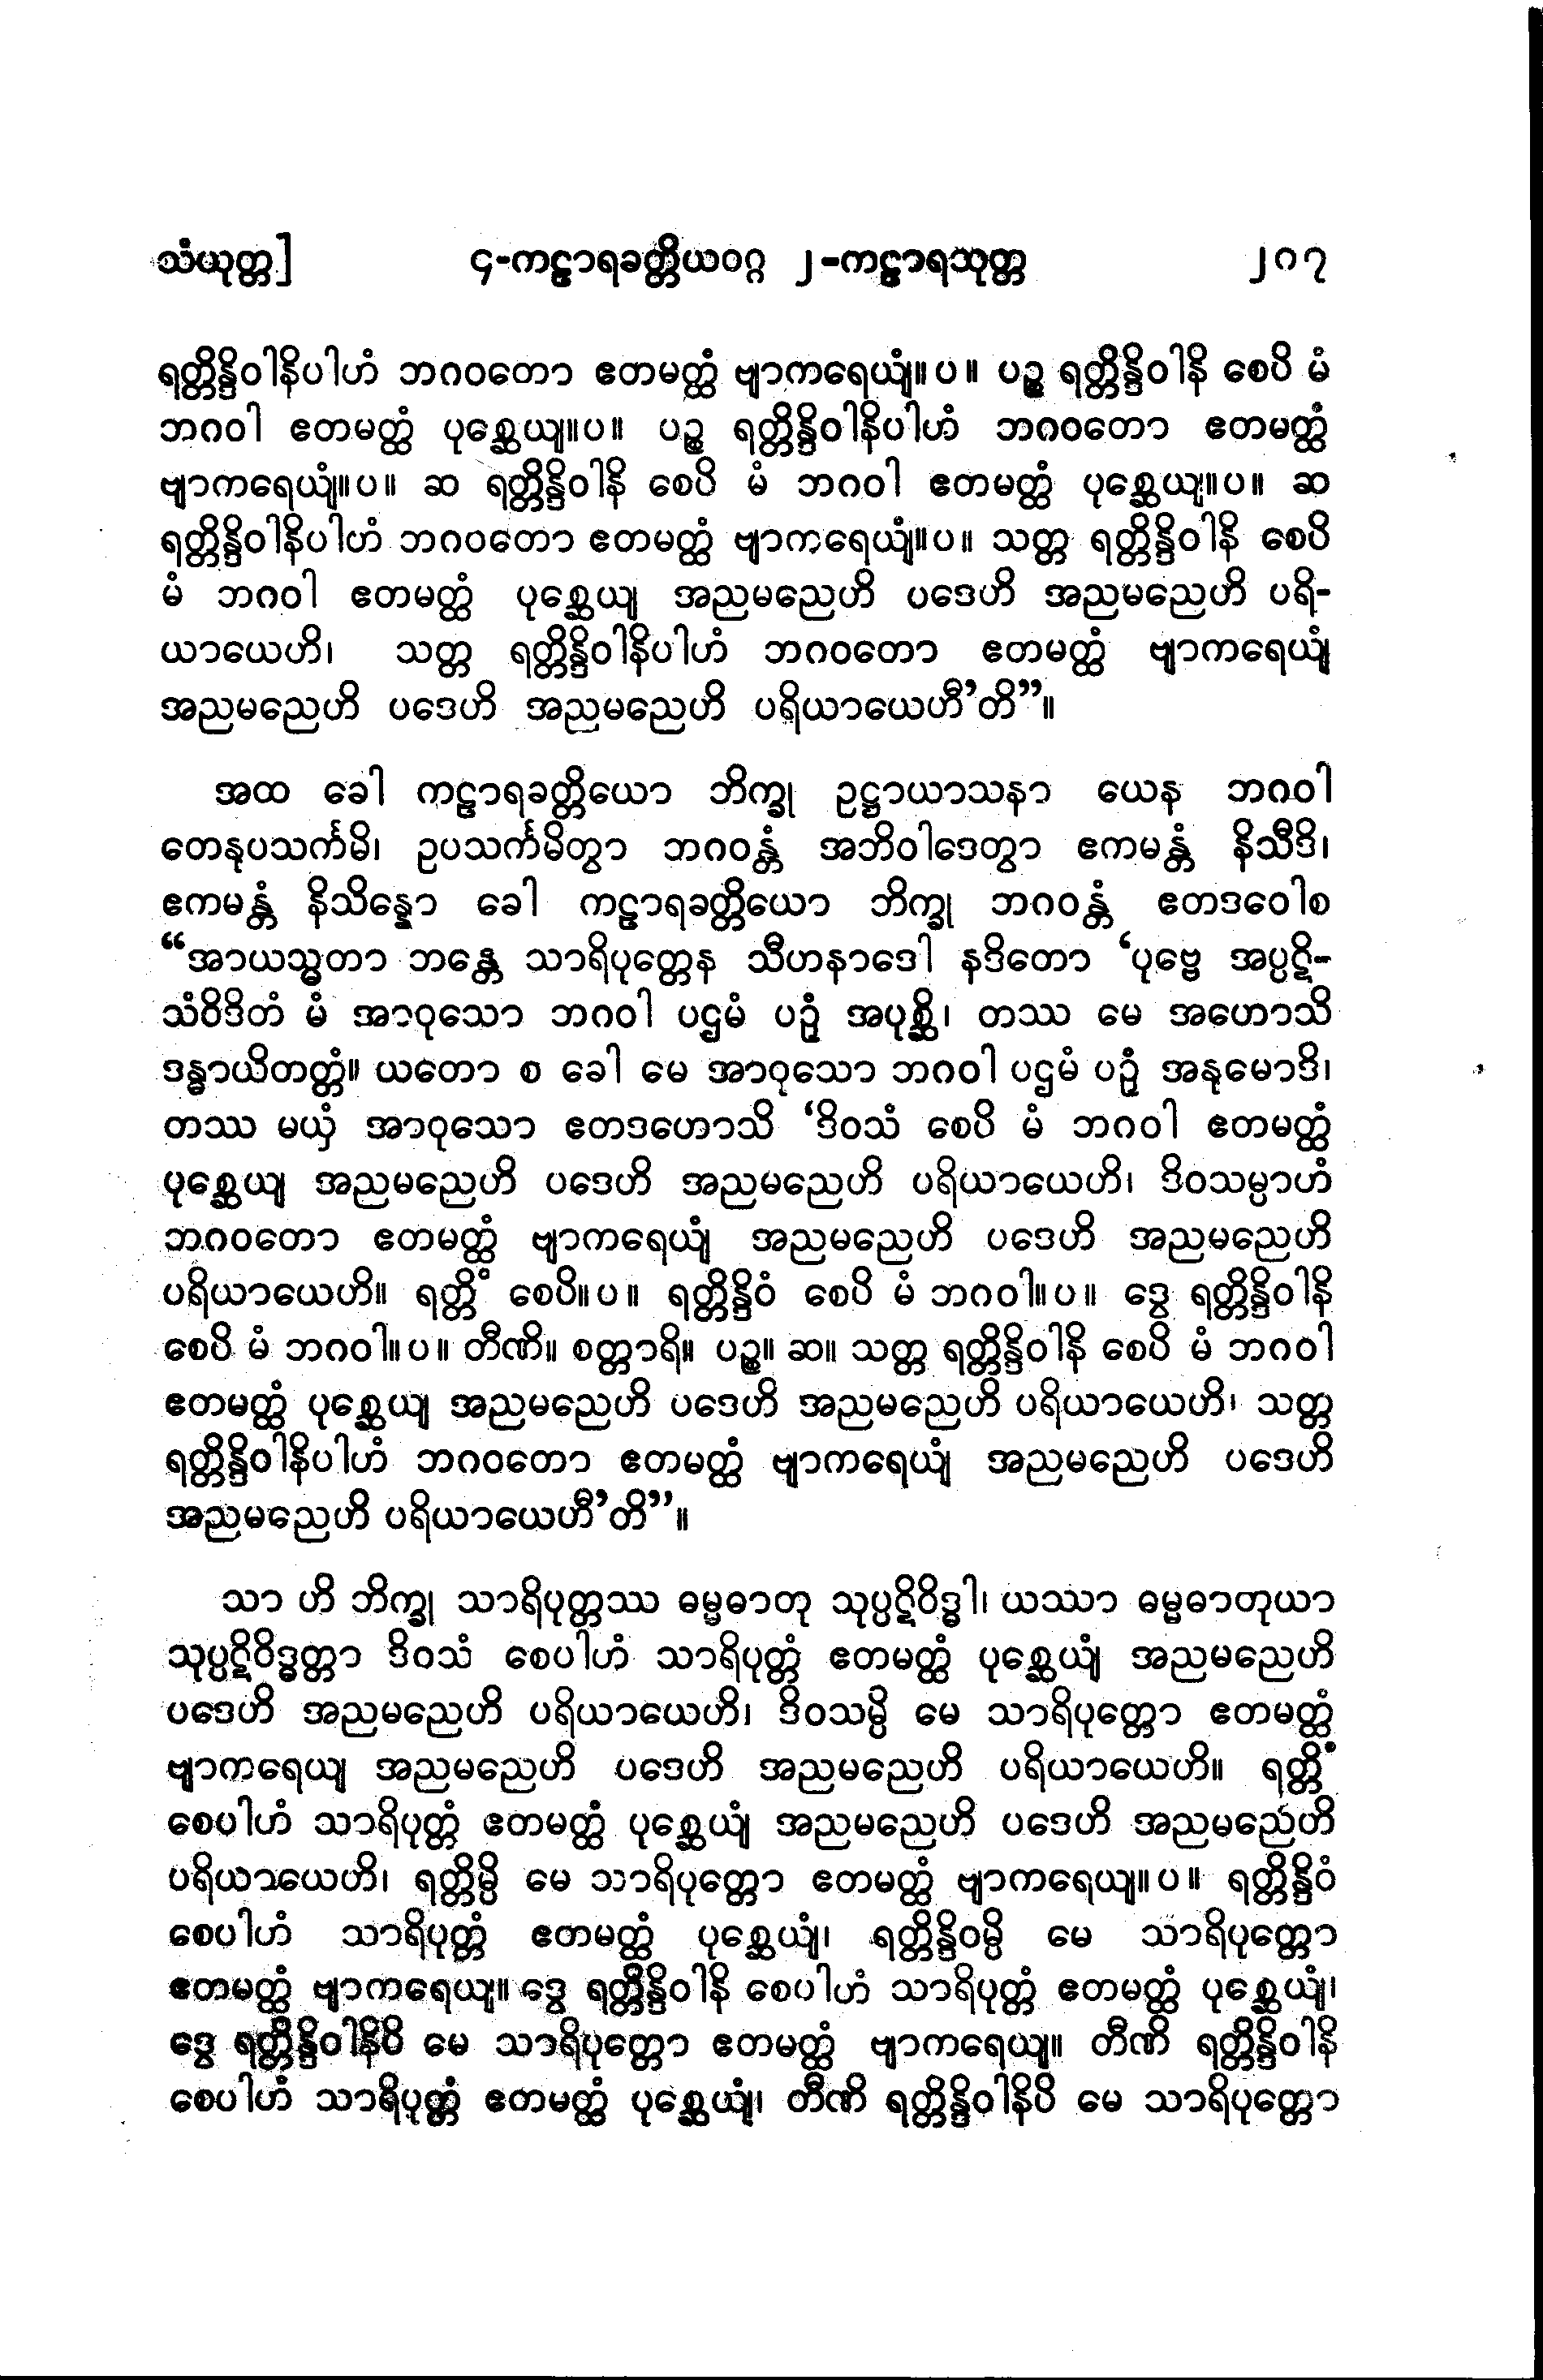 သံယုတ္တ]	၄-ကဠာရခတ္တိယဝဂ္ဂ ၂-ကဠာရသုတ္တ	၂၀၇
ရတ္တိန္ဒိဝါနိပါဟံ ဘဂဝတော ဧတမတ္ထံ ဗျာကရေယျံ။ပ။ ပဉ္စ ရတ္တိန္ဒိဝါနိ စေပိ မံ
ဘဂဝါ ဧတမတ္ထံ ပုစ္ဆေယျ။ပ။ ပဉ္စ ရတ္တိန္ဒိဝါနိပါဟံ ဘဂဝတော ဧတမတ္ထံ
ဗျာကရေယျံ။ပ။ ဆ ရတ္တိန္ဒိဝါနိ စေပိ မံ ဘဂဝါ ဧတမတ္ထံ ပုစ္ဆေယျ။ပ။ ဆ
ရတ္တိန္ဒိဝါနိပါဟံ ဘဂဝတော ဧတမတ္ထံ ဗျာကရေယျံ။ပ။ သတ္တ ရတ္တိန္ဒိဝါနိ စေပိ
မံ ဘဂဝါ ဧတမတ္ထံ ပုစ္ဆေယျ အညမညေဟိ ပဒေဟိ အညမညေဟိ ပရိ-
ယာယေဟိ၊ သတ္တ ရတ္တိန္ဒိဝါနိပါဟံ ဘဂဝတော ဧတမတ္ထံ ဗျာကရေယျံ
အညမညေဟိ ပဒေဟိ အညမညေဟိ ပရိယာယေဟီ’တိ”။
အထ ခေါ ကဠာရခတ္တိယော ဘိက္ခု ဥဋ္ဌာယာသနာ ယေန ဘဂဝါ
တေနုပသင်္ကမိ၊ ဥပသင်္ကမိတွာ ဘဂဝန္တံ အဘိဝါဒေတွာ ဧကမန္တံ နိသီဒိ၊
ဧကမန္တံ နိသိန္နော ခေါ ကဠာရခတ္တိယော ဘိက္ခု ဘဂဝန္တံ ဧတဒဝေါစ
“အာယသ္မတာ ဘန္တေ သာရိပုတ္တေန သီဟနာဒေါ နဒိတော ‘ပုဗ္ဗေ အပ္ပဋိ-
သံဝိဒိတံ မံ အာဝုသော ဘဂဝါ ပဌမံ ပဉှံ အပုစ္ဆိ၊ တဿ မေ အဟောသိ
ဒန္ဓာယိတတ္တံ။ ယတော စ ခေါ မေ အာဝုသော ဘဂဝါ ပဌမံ ပဉှံ အနုမောဒိ၊
တဿ မယှံ အာဝုသော ဧတဒဟောသိ ‘ဒိဝသံ စေပိ မံ ဘဂဝါ ဧတမတ္ထံ
ပုစ္ဆေယျ အညမညေဟိ ပဒေဟိ အညမညေဟိ ပရိယာယေဟိ၊ ဒိဝသမ္ပာဟံ
ဘဂဝတော ဧတမတ္ထံ ဗျာကရေယျံ အညမညေဟိ ပဒေဟိ အညမညေဟိ
ပရိယာယေဟိ။ ရတ္တိံ စေပိ။ပ။ ရတ္တိန္ဒိဝံ စေပိ မံ ဘဂဝါ။ပ။ ဒွေ ရတ္တိန္ဒိဝါနိ
စေပိ မံ ဘဂဝါ။ပ။ တီဏိ။ စတ္တာရိ။ ပဉ္စ။ ဆ။ သတ္တ ရတ္တိန္ဒိဝါနိ စေပိ မံ ဘဂဝါ
ဧတမတ္ထံ ပုစ္ဆေယျ အညမညေဟိ ပဒေဟိ အညမညေဟိ ပရိယာယေဟိ၊ သတ္တ
ရတ္တိန္ဒိဝါနိပါဟံ ဘဂဝတော ဧတမတ္ထံ ဗျာကရေယျံ အညမညေဟိ ပဒေဟိ
အညမညေဟိ ပရိယာယေဟီ’တိ”။
သာ ဟိ ဘိက္ခု သာရိပုတ္တဿ ဓမ္မဓာတု သုပ္ပဋိဝိဒ္ဓါ၊ ယဿာ ဓမ္မဓာတုယာ
သုပ္ပဋိဝိဒ္ဓတ္တာ ဒိဝသံ စေပါဟံ သာရိပုတ္တံ ဧတမတ္ထံ ပုစ္ဆေယျံ အညမညေဟိ
ပဒေဟိ အညမညေဟိ ပရိယာယေဟိ၊ ဒိဝသမ္ပိ မေ သာရိပုတ္တော ဧတမတ္ထံ
ဗျာကရေယျ အညမညေဟိ ပဒေဟိ အညမညေဟိ ပရိယာယေဟိ။ ရတ္တိံ
စေပါဟံ သာရိပုတ္တံ ဧတမတ္ထံ ပုစ္ဆေယျံ အညမညေဟိ ပဒေဟိ အညမညေဟိ
ပရိယာယေဟိ၊ ရတ္တိမ္ပိ မေ သာရိပုတ္တော ဧတမတ္ထံ ဗျာကရေယျ။ပ။ ရတ္တိန္ဒိဝံ
စေပါဟံ သာရိပုတ္တံ ဧတမတ္ထံ ပုစ္ဆေယျံ၊ ရတ္တိန္ဒိဝမ္ပိ မေ သာရိပုတ္တော
ဧတမတ္ထံ ဗျာကရေယျ။ ဒွေ ရတ္တိန္ဒိဝါနိ စေပါဟံ သာရိပုတ္တံ ဧတမတ္ထံ ပုစ္ဆေယျံ၊
ဒွေ ရတ္တိန္ဒိဝါနိပိ မေ သာရိပုတ္တော ဧတမတ္ထံ ဗျာကရေယျ။ တီဏိ ရတ္တိန္ဒိဝါနိ
စေပါဟံ သာရိပုတ္တံ ဧတမတ္ထံ ပုစ္ဆေယျံ၊ တီဏိ ရတ္တိန္ဒိဝါနိပိ မေ သာရိပုတ္တော